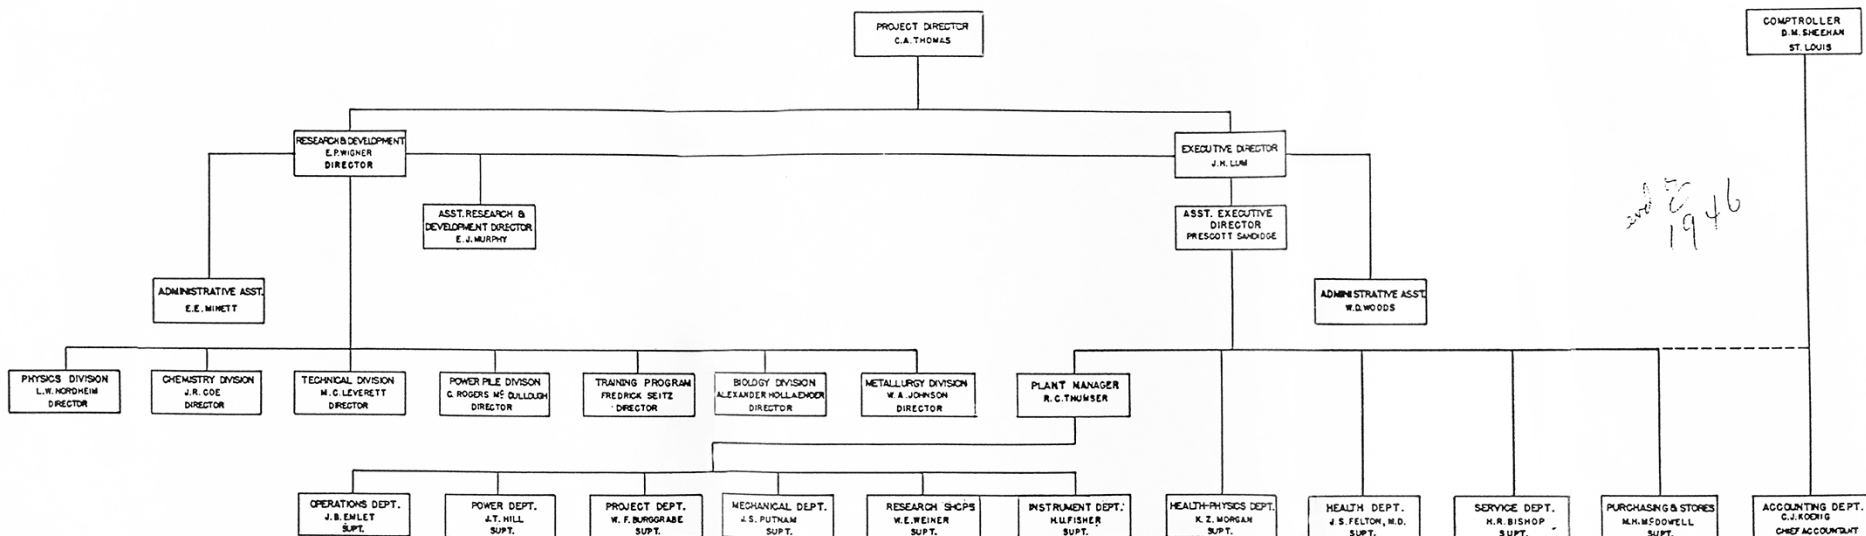 PROJECT DIRECTOR
C.A. THOMAS
COMPTROLLER
D.M. SHEEHAN
ST. LOUIS
RESEARCH & DEVELOPMENT
E.P. WIGNER
DIRECTOR
EXECUTIVE DIRECTOR
J.H. LUM
ASST. RESEARCH &
DEVELOPMENT DIRECTOR
E.J. MURPHY
ASST. EXECUTIVE
DIRECTOR
PRESCOTT SANDIDGE
1946
ADMINISTRATIVE ASST.
E.E. MINETT
ADMINISTRATIVE ASST.
W.D. WOODS
PHYSICS DIVISION
L.W. NORDHEIM
DIRECTOR
CHEMISTRY DIVISION
J.R. COE
DIRECTOR
TECHNICAL DIVISION
M.C. LEVERETT
DIRECTOR
POWER PILE DIVISON
C. ROGERS Mc CULLOUGH
DIRECTOR
TRAINING PROGRAM
FREDRICK SEITZ
DIRECTOR
BIOLOGY DIVISION
ALEXANDER HOLLAENDER
DIRECTOR
METALLURGY DIVISION
W.A. JOHNSON
DIRECTOR
PLANT MANAGER
R.C. THUMSER
OPERATIONS DEPT.
J.B. EMLET
SUPT.
POWER DEPT.
J.T. HILL
SUPT.
PROJECT DEPT.
W.F. BURGGRABE
SUPT.
MECHANICAL DEPT.
J.S. PUTNAM
SUPT.
RESEARCH SHOPS
W.E. WEINER
SUPT.
INSTRUMENT DEPT.
H.U. FISHER
SUPT.
HEALTH-PHYSICS DEPT.
K.Z. MORGAN
SUPT.
HEALTH DEPT.
J.S. FELTON, M.D.
SUPT.
SERVICE DEPT.
H.R. BISHOP
SUPT.
PURCHASING & STORES
M.H. McDOWELL
SUPT.
ACCOUNTING DEPT.
C.J. KOENIG
CHIEF ACCOUNTANT